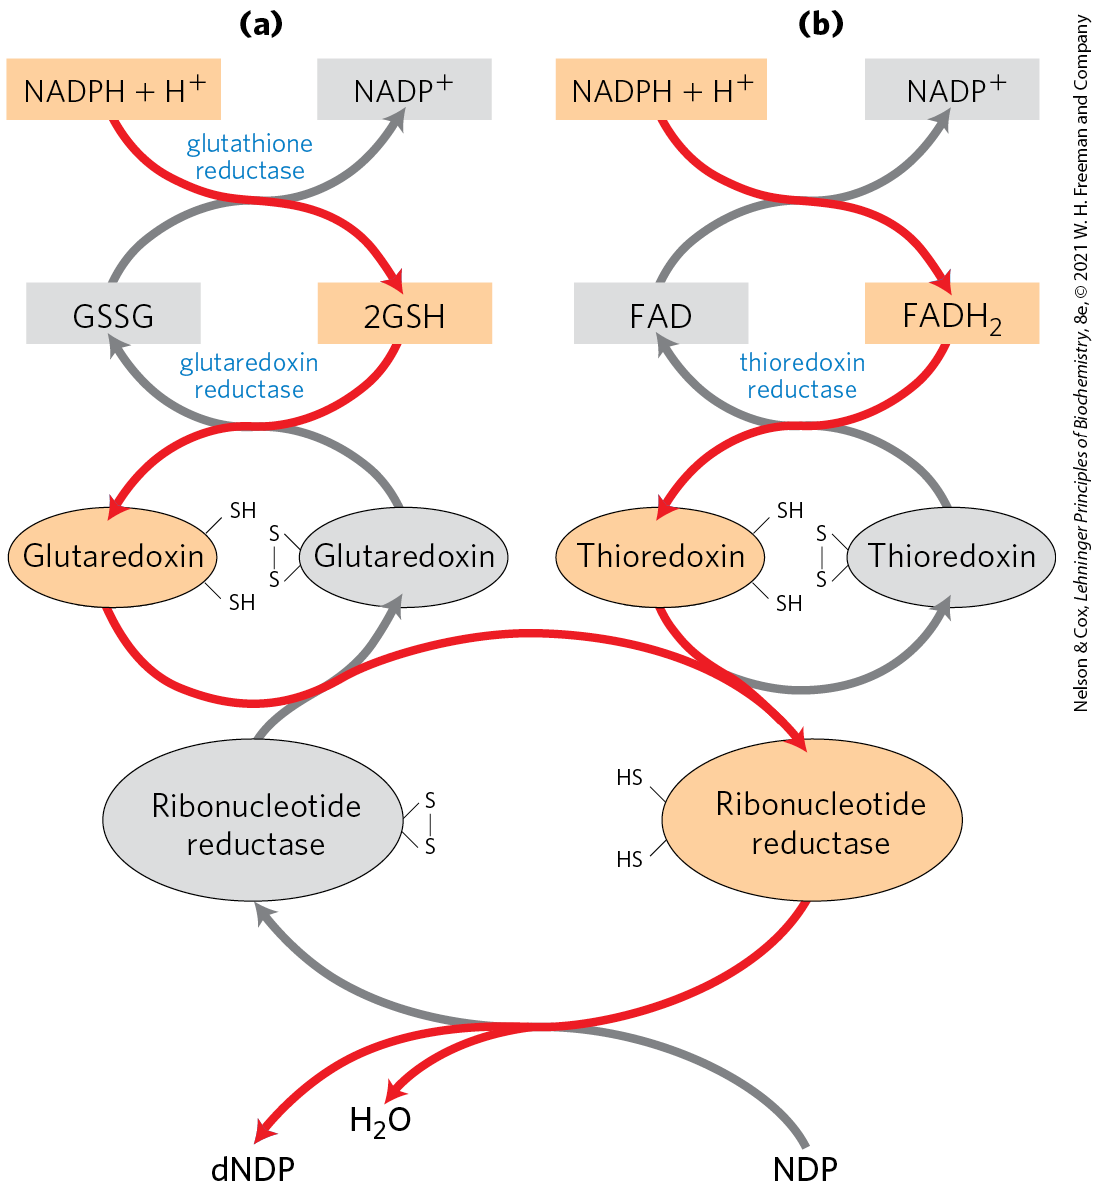 (a)
(b)
NADPH + H⁺
NADP⁺
NADPH + H⁺
NADP⁺
glutathione
reductase
GSSG
2GSH
FAD
FADH₂
glutaredoxin
reductase
thioredoxin
reductase
Glutaredoxin
SH
SH
S
S
Glutaredoxin
Thioredoxin
SH
SH
S
S
Thioredoxin
Ribonucleotide
reductase
S
S
HS
HS
Ribonucleotide
reductase
H₂O
dNDP
NDP
Nelson & Cox, Lehninger Principles of Biochemistry, 8e, © 2021 W. H. Freeman and Company